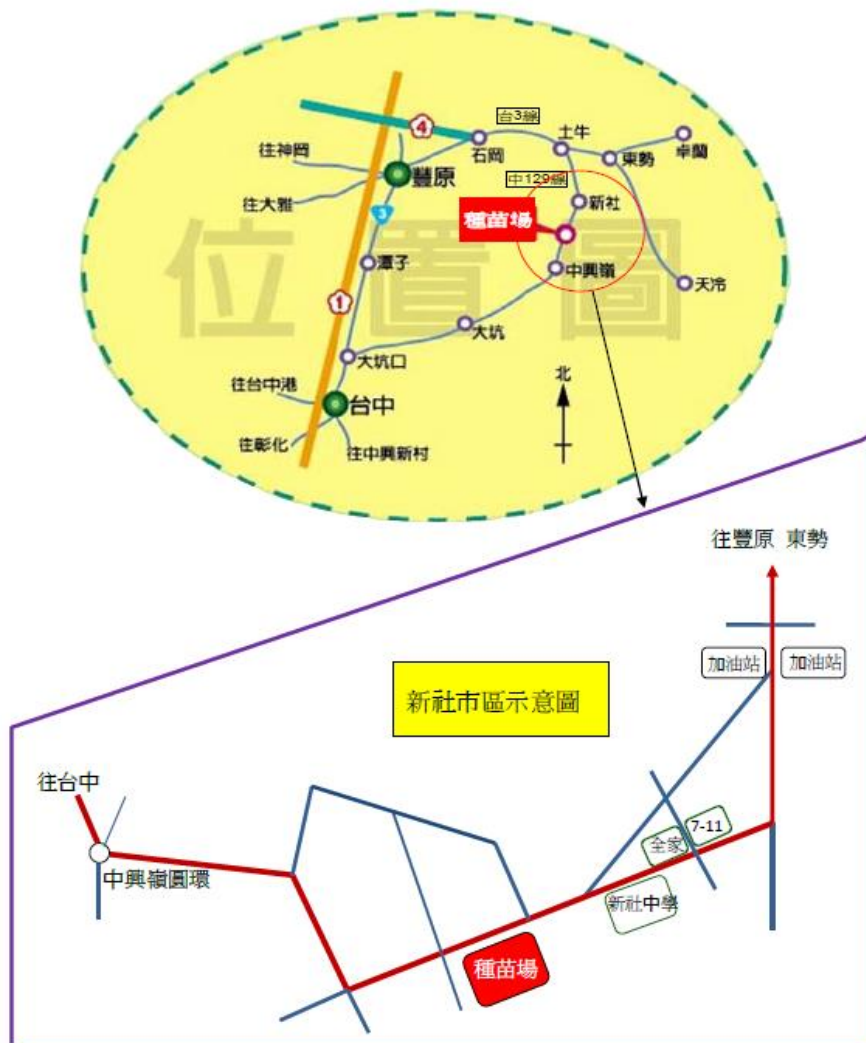 台3線
4
土牛
石岡
東勢
卓蘭
往神岡
豐原
中129線
往大雅
新社
3
種苗場
位置圖
潭子
中興嶺
天冷
1
大坑
大坑口
往台中港
北
台中
往彰化
往中興新村
往豐原 東勢
加油站
加油站
新社市區示意圖
往台中
7-11
全家
中興嶺圓環
新社中學
種苗場